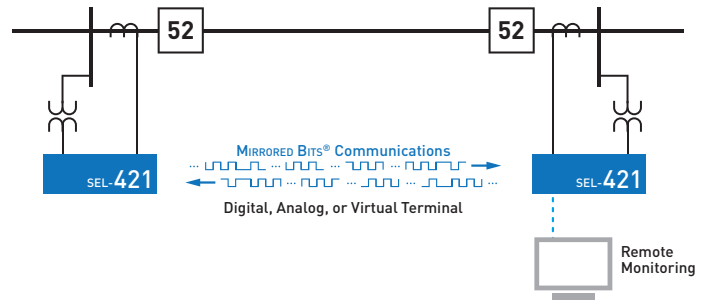 52
52
MIRRORED BITS® Communications
SEL-421
SEL-421
Digital, Analog, or Virtual Terminal
Remote
Monitoring